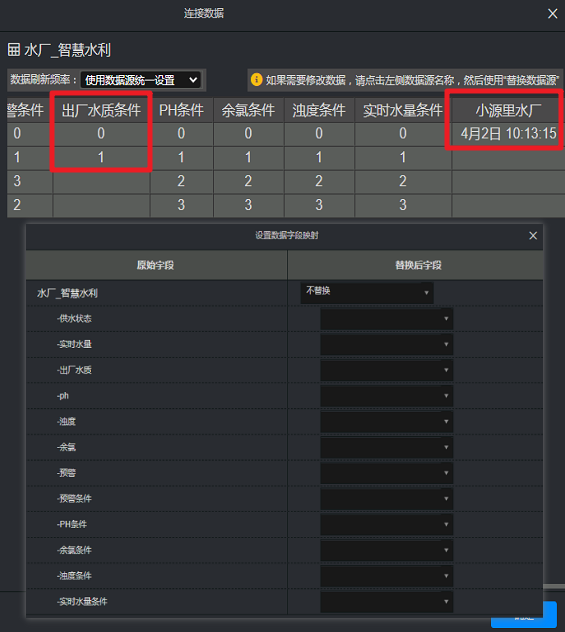 连接数据
水厂_智慧水利
数据刷新频率： 使用数据源统一设置 如果需要修改数据，请点击左侧数据源名称，然后使用“替换数据源”
警条件 出厂水质条件 PH条件 余氯条件 浊度条件 实时水量条件 小源里水厂
0 0 0 0 0 0 4月2日 10:13:15
1 1 1 1 1 1
3 2 2 2 2
2 3 3 3 3
设置数据字段映射
原始字段 替换后字段
水厂_智慧水利 不替换
-供水状态
-实时水量
-出厂水质
-ph
-浊度
-余氯
-预警
-预警条件
-PH条件
-余氯条件
-浊度条件
-实时水量条件